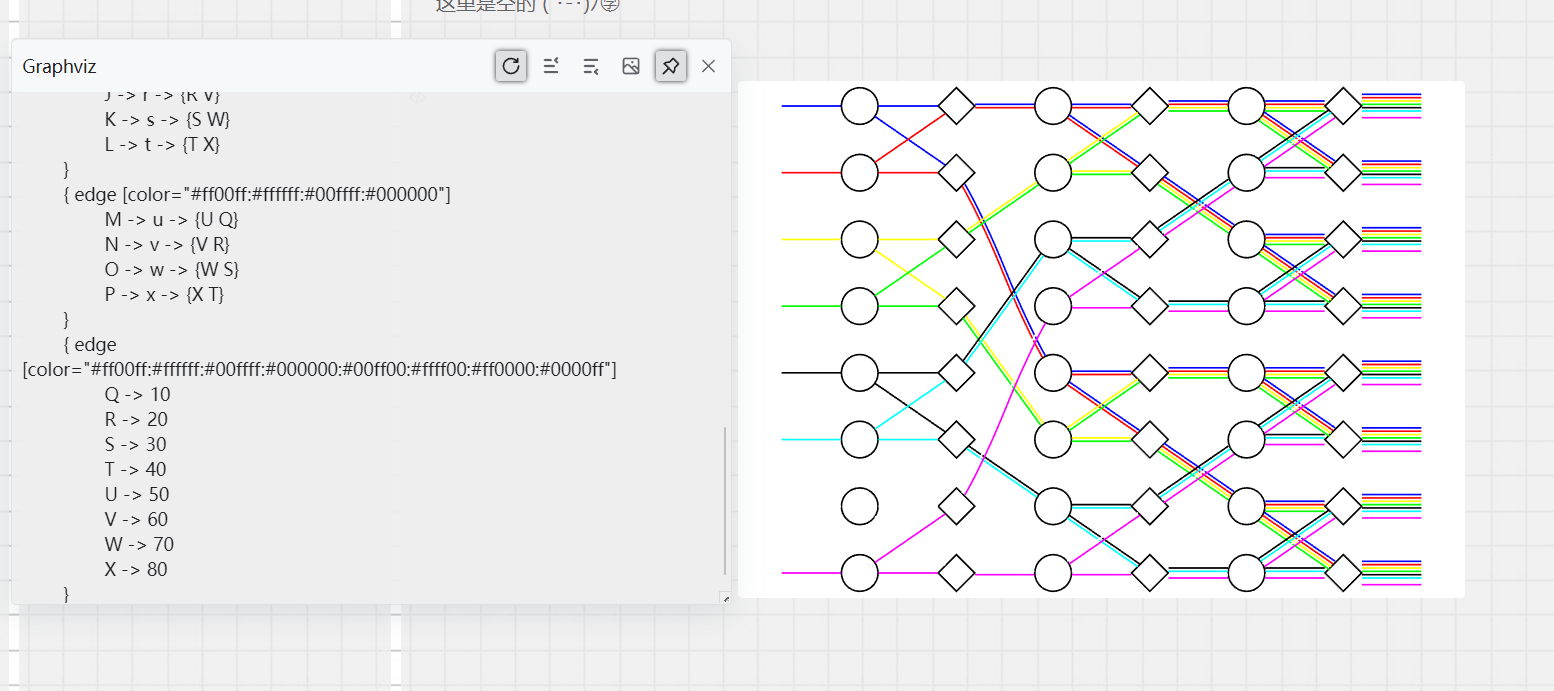 这里是空的 ( ･-･)/
Graphviz
J -> r -> {R V}
K -> s -> {S W}
L -> t -> {T X}
}
{ edge [color="#ff00ff:#ffffff:#00ffff:#000000"]
M -> u -> {U Q}
N -> v -> {V R}
O -> w -> {W S}
P -> x -> {X T}
}
{ edge
[color="#ff00ff:#ffffff:#00ffff:#000000:#00ff00:#ffff00:#ff0000:#0000ff"]
Q -> 10
R -> 20
S -> 30
T -> 40
U -> 50
V -> 60
W -> 70
X -> 80
}